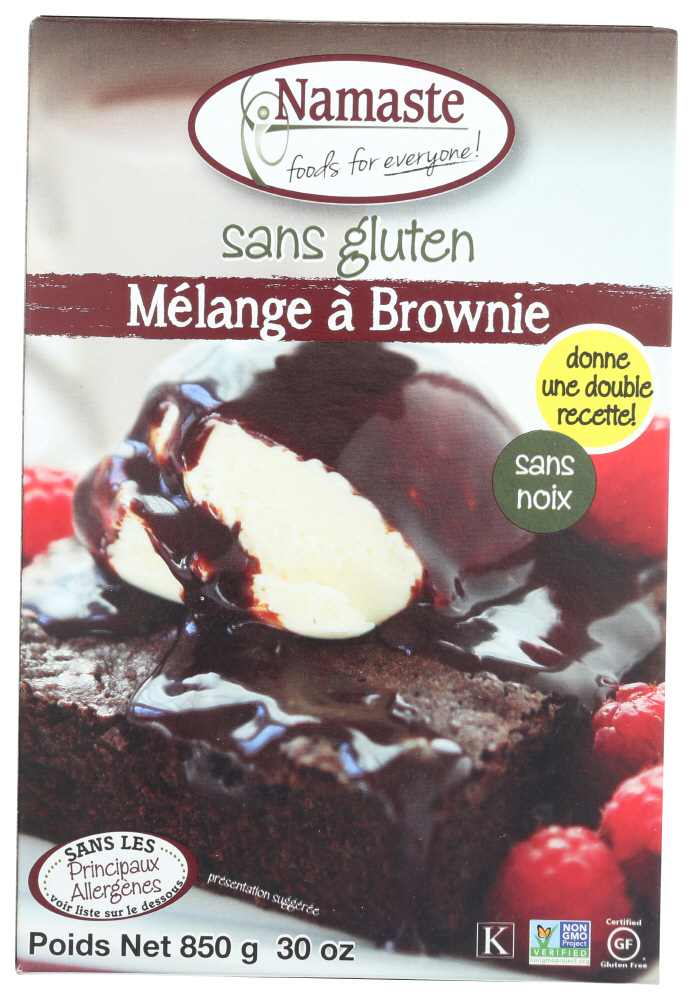 Namaste
foods for everyone!
sans gluten
Mélange à Brownie
donne
une double
recette!
sans
noix
SANS LES
Principaux
Allergènes
voir liste sur le dessous
présentation suggérée
Poids Net 850 g 30 oz
K
NON
GMO
Project
VERIFIED
nongmoproject.org
Certified
GF
Gluten Free